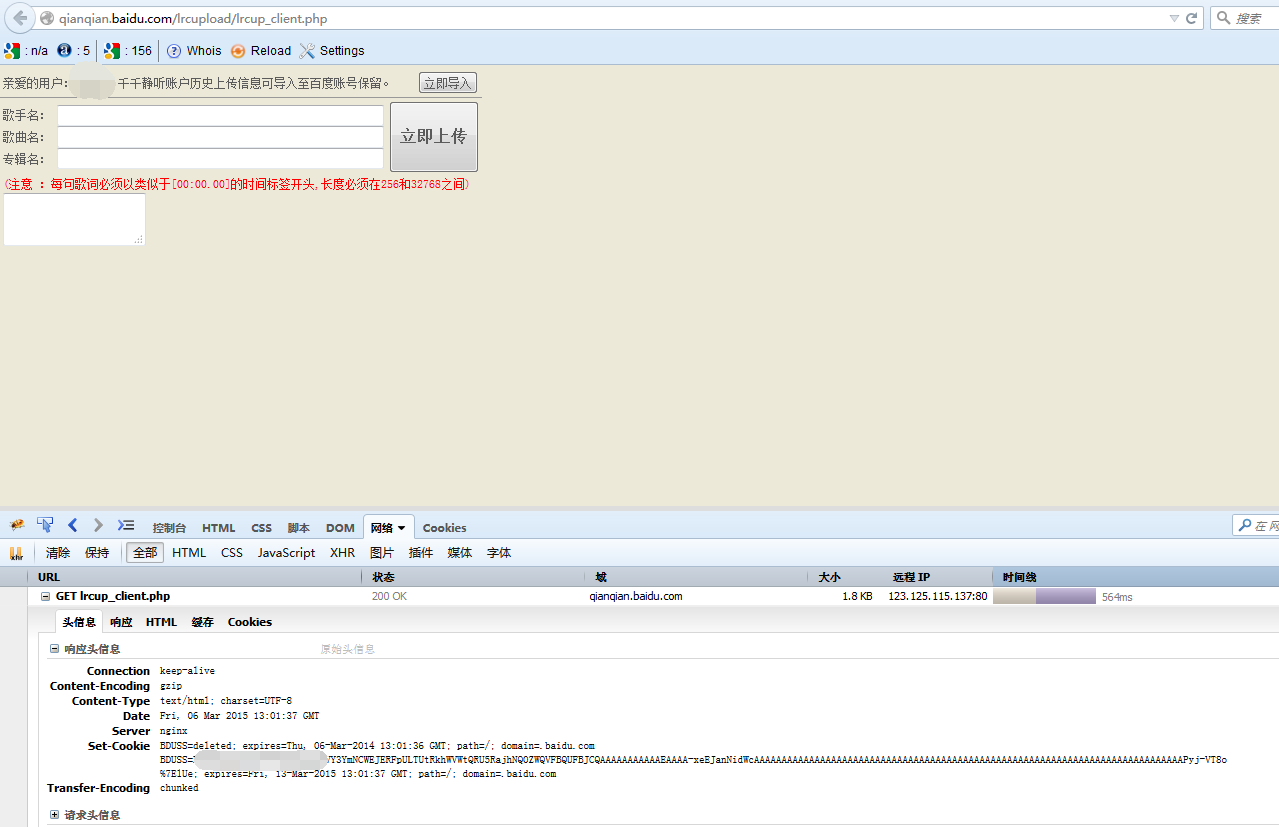 qianqian.baidu.com/lrcupload/lrcup_client.php
搜索
: n/a : 5 : 156 Whois Reload Settings
亲爱的用户: 千千静听账户历史上传信息可导入至百度账号保留。 立即导入
歌手名:
歌曲名:
专辑名:
立即上传
(注意 : 每句歌词必须以类似于[00:00.00]的时间标签开头,长度必须在256和32768之间)
控制台 HTML CSS 脚本 DOM 网络 Cookies
清除 保持 全部 HTML CSS JavaScript XHR 图片 插件 媒体 字体
URL 状态 域 大小 远程 IP 时间线
GET lrcup_client.php 200 OK qianqian.baidu.com 1.8 KB 123.125.115.137:80 564ms
头信息 响应 HTML 缓存 Cookies
响应头信息 原始头信息
Connection keep-alive
Content-Encoding gzip
Content-Type text/html; charset=UTF-8
Date Fri, 06 Mar 2015 13:01:37 GMT
Server nginx
Set-Cookie BDUSS=deleted; expires=Thu, 06-Mar-2014 13:01:36 GMT; path=/; domain=.baidu.com
BDUSS=
%7ElUe; expires=Fri, 13-Mar-2015 13:01:37 GMT; path=/; domain=.baidu.com
Transfer-Encoding chunked
请求头信息